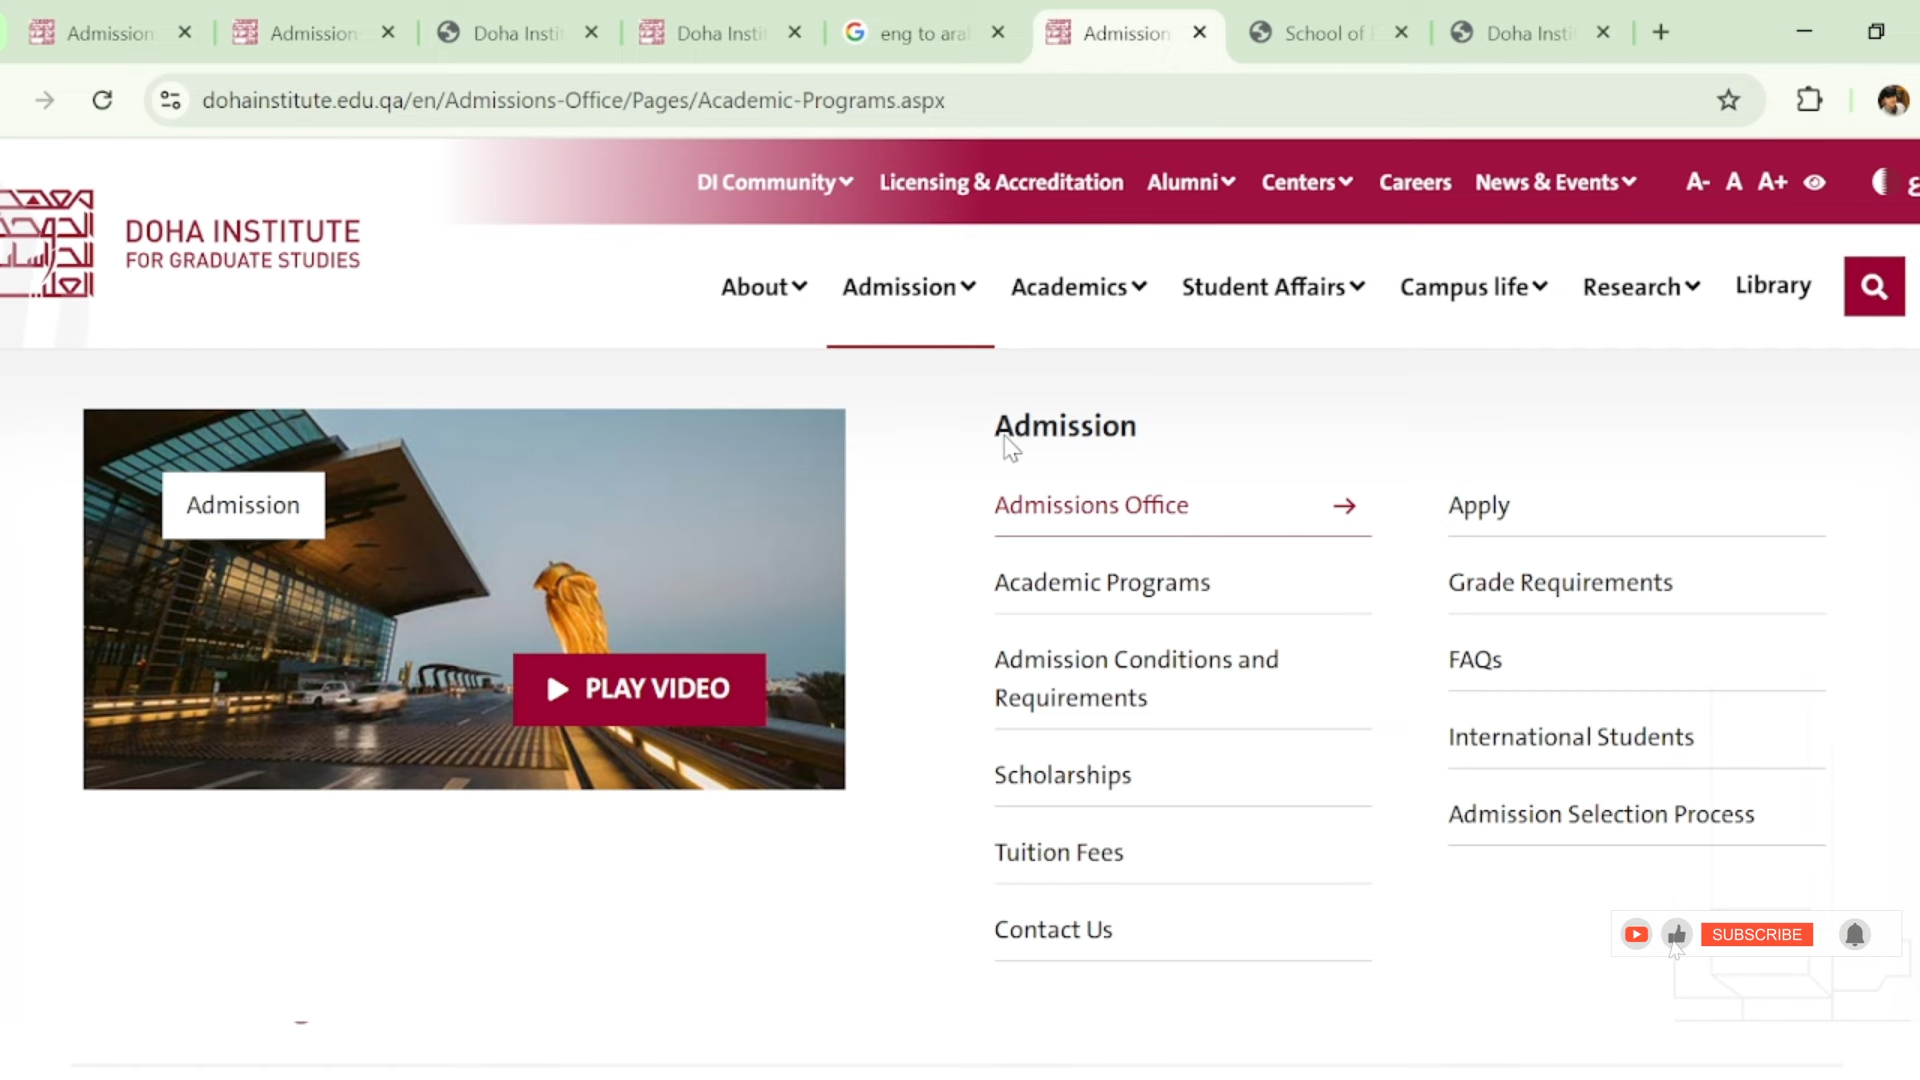 Admission
Admission
Doha Insti
Doha Insti
eng to aral
Admission
School of
Doha Insti
dohainstitute.edu.qa/en/Admissions-Office/Pages/Academic-Programs.aspx
DI Community
Licensing & Accreditation
Alumni
Centers
Careers
News & Events
A-
A
A+
DOHA INSTITUTE
FOR GRADUATE STUDIES
About
Admission
Academics
Student Affairs
Campus life
Research
Library
Admission
PLAY VIDEO
Admission
Admissions Office
Apply
Academic Programs
Grade Requirements
Admission Conditions and
Requirements
FAQs
International Students
Scholarships
Admission Selection Process
Tuition Fees
Contact Us
SUBSCRIBE